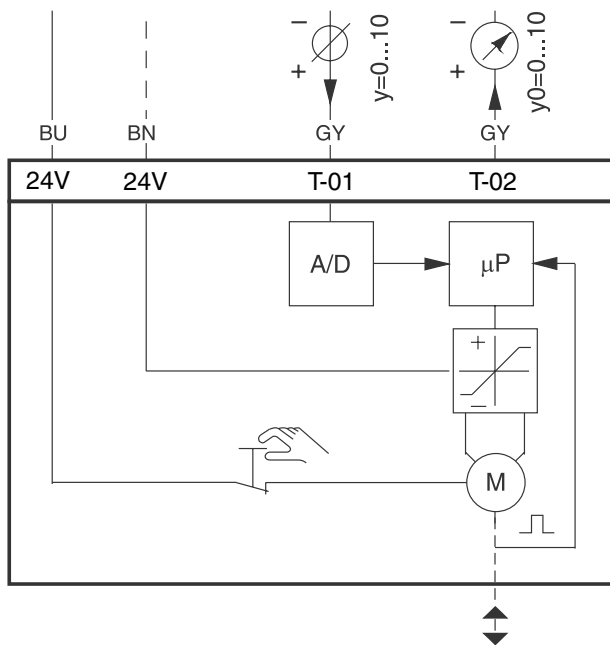 − −
+ +
y=0...10
y0=0...10
BU BN GY GY
24V 24V T-01 T-02
A/D
µP
+
−
M